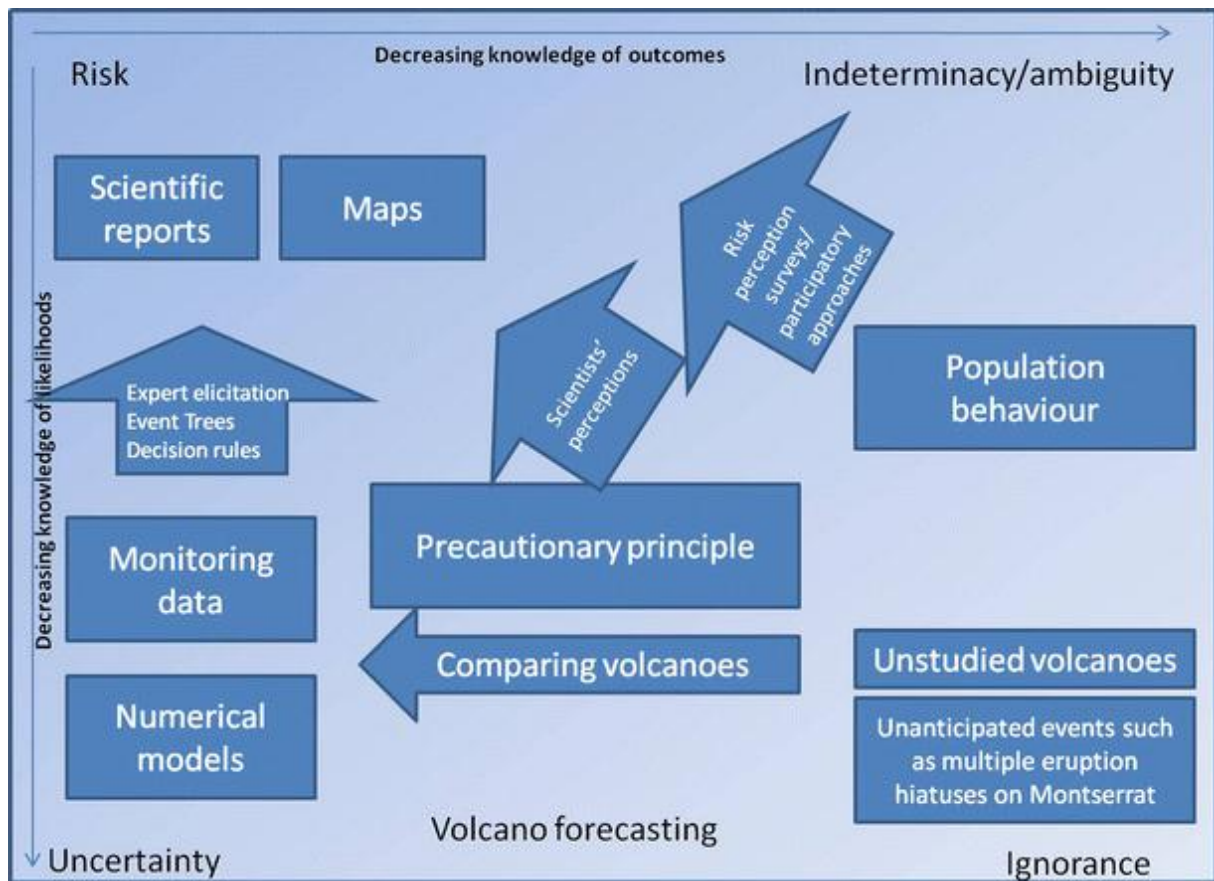 Decreasing knowledge of outcomes
Risk
Indeterminacy/ambiguity
Scientific
reports
Maps
Risk
perception
surveys/
participatory
approaches
Scientists'
perceptions
Population
behaviour
Decreasing knowledge of likelihoods
Expert elicitation
Event Trees
Decision rules
Precautionary principle
Monitoring
data
Comparing volcanoes
Unstudied volcanoes
Numerical
models
Unanticipated events such
as multiple eruption
hiatuses on Montserrat
Volcano forecasting
Uncertainty
Ignorance